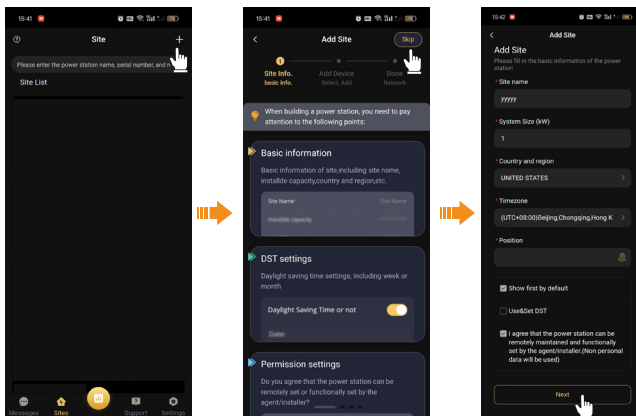 15:41
Site
+
Please enter the power station name, serial number, and n
Site List
Messages
Sites
Support
Settings
15:41
Add Site
Skip
Site Info.
basic info.
Add Device
Select, Add
Done
Network
When building a power station, you need to pay
attention to the following points:
Basic information
Basic information of site,including site name,
installde capacity,country and region,etc.
Site Name*
Site Name
Installde capacity
DST settings
Daylight saving time settings, including week or
month
Daylight Saving Time or not
Date:
Permission settings
Do you agree that the power station can be
remotely set or functionally set by the
agent/installer?
15:42
Add Site
Add Site
Please fill in the basic information of the power
station
*Site name
yyyyy
*System Size (kW)
1
*Country and region
UNITED STATES
*Timezone
(UTC+08:00)Beijing,Chongqing,Hong K
*Position
Show first by default
Use&Set DST
I agree that the power station can be
remotely maintained and functionally
set by the agent/installer.(Non personal
data will be used)
Next